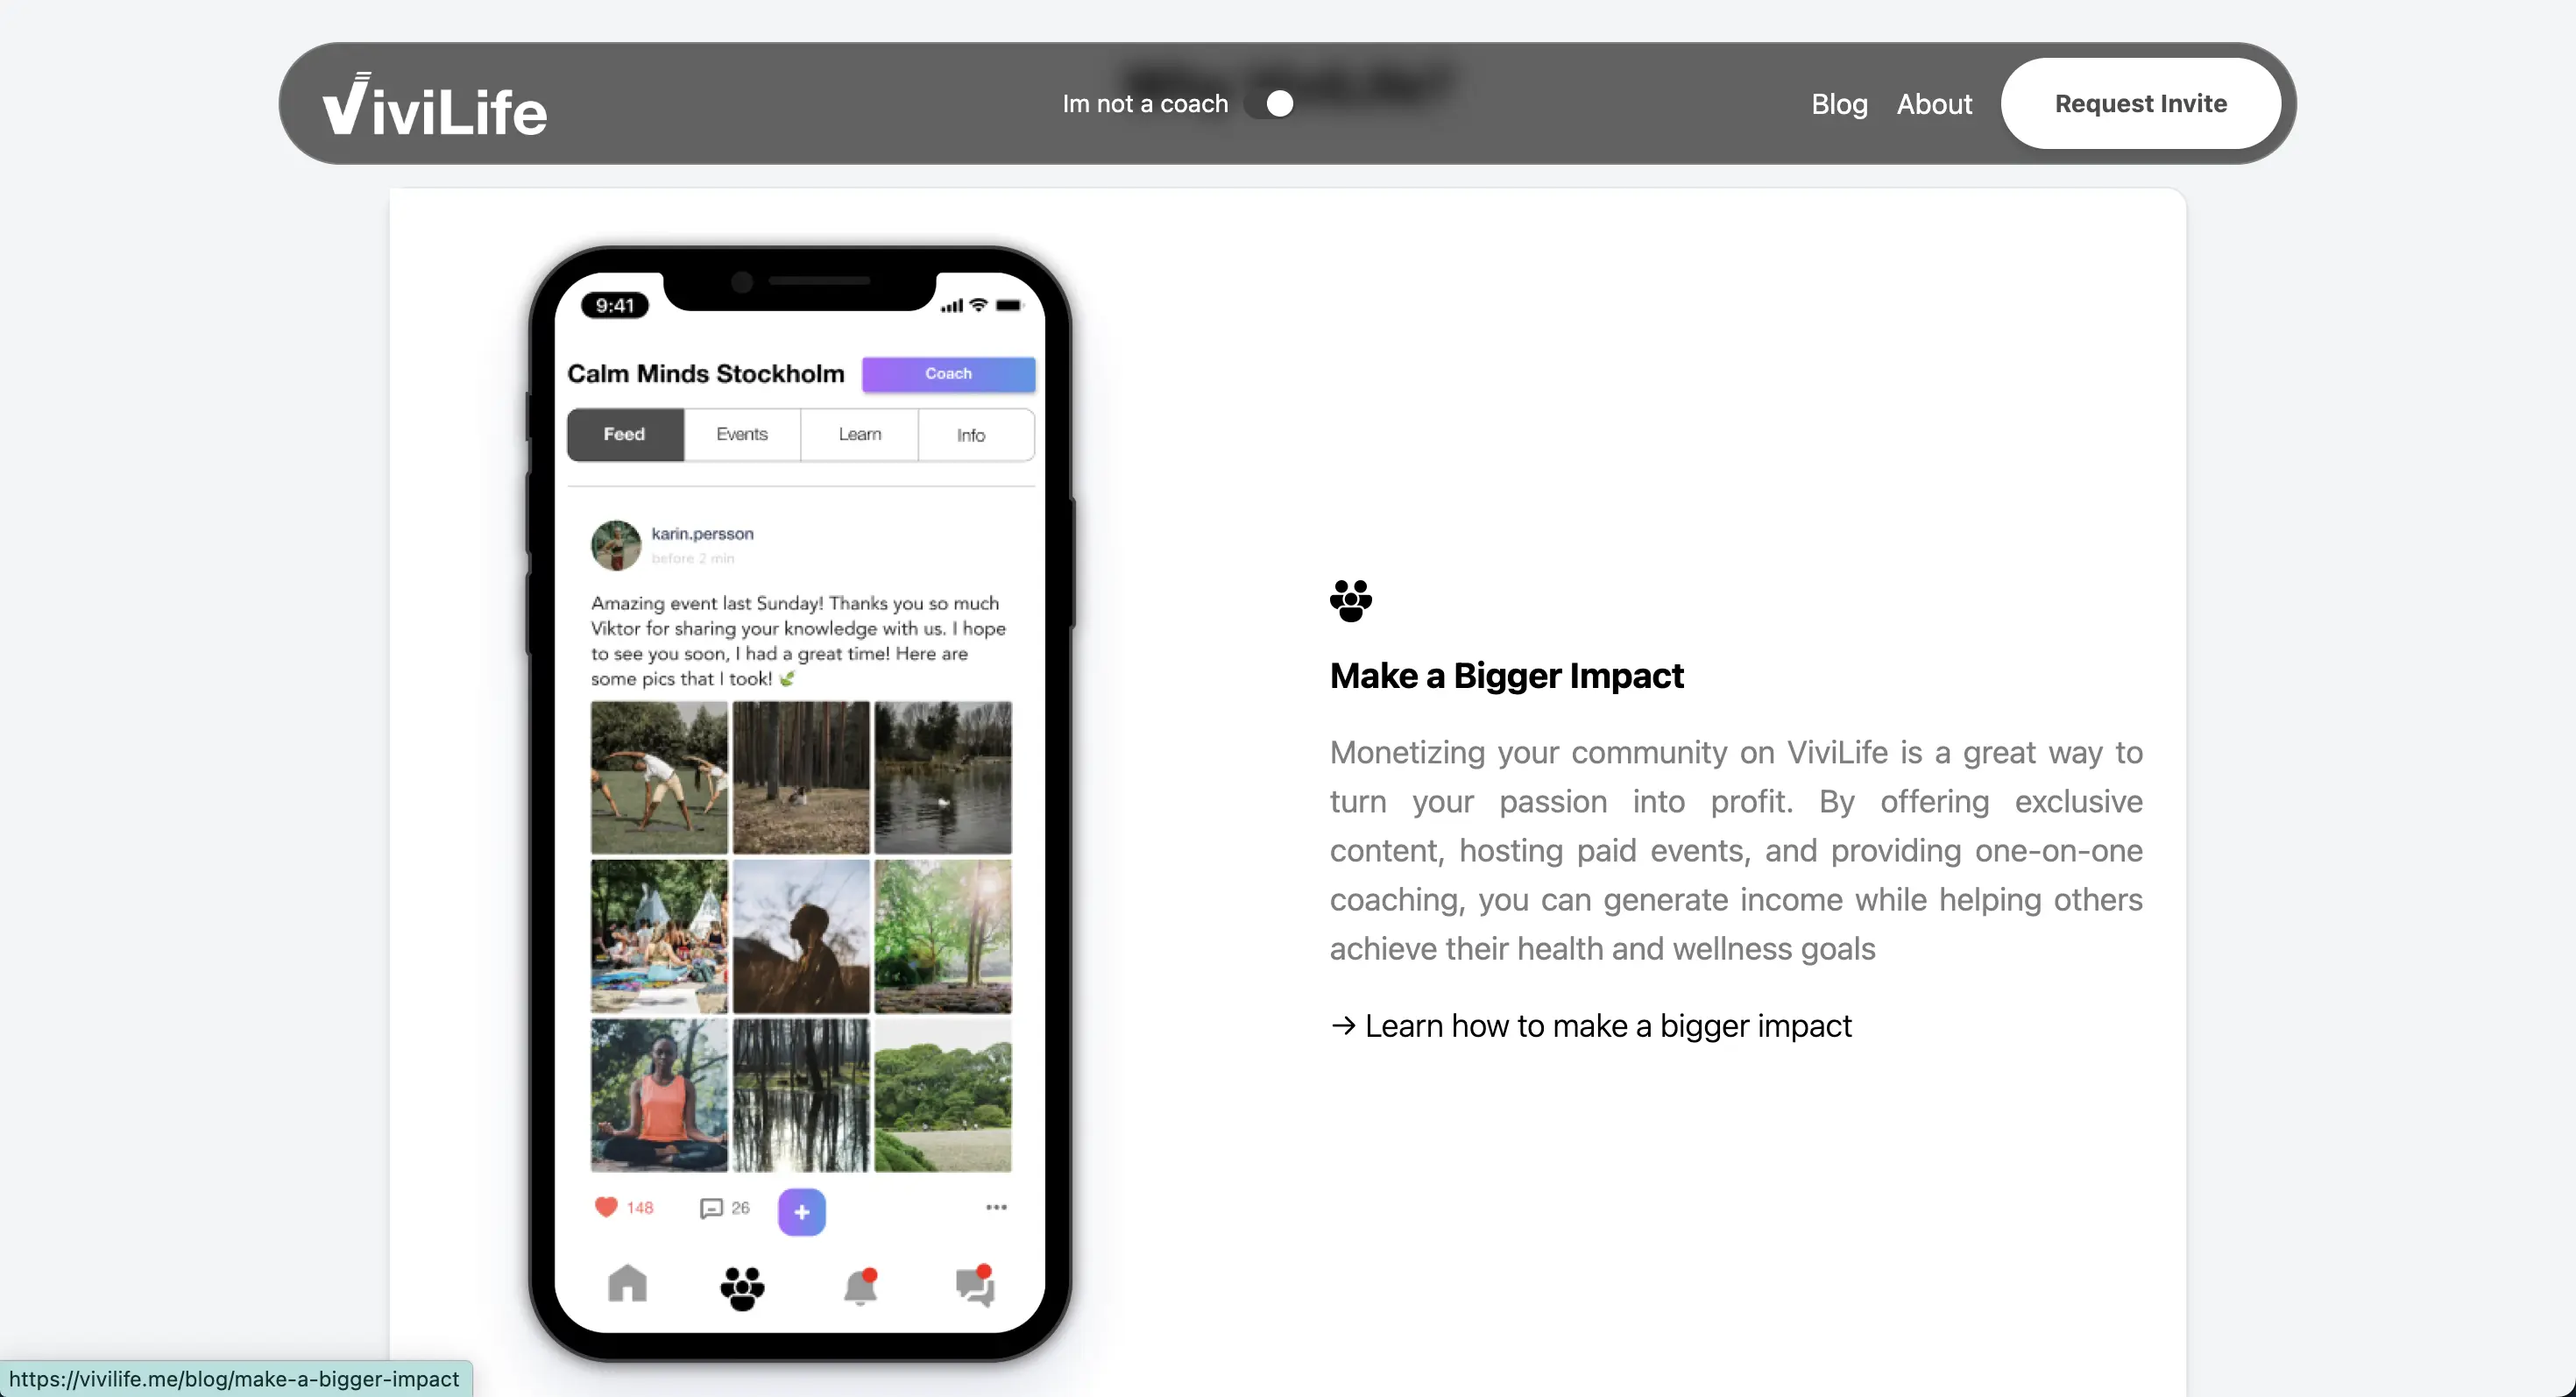 ViviLife
Im not a coach
Blog
About
Request Invite
9:41
Calm Minds Stockholm
Coach
Feed
Events
Learn
Info
karin.persson
before 2 min
Amazing event last Sunday! Thanks you so much
Viktor for sharing your knowledge with us. I hope
to see you soon, I had a great time! Here are
some pics that I took!
148
26
Make a Bigger Impact
Monetizing your community on ViviLife is a great way to
turn your passion into profit. By offering exclusive
content, hosting paid events, and providing one-on-one
coaching, you can generate income while helping others
achieve their health and wellness goals
→ Learn how to make a bigger impact
https://vivilife.me/blog/make-a-bigger-impact